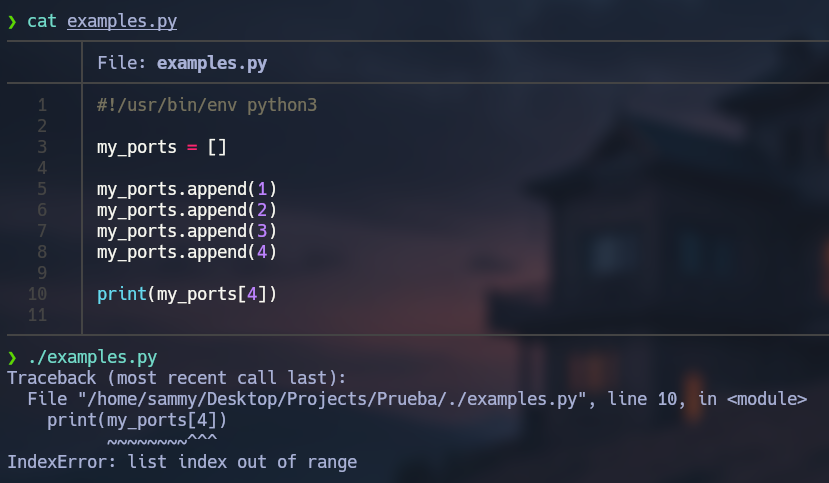 ❯ cat examples.py
File: examples.py
1 #!/usr/bin/env python3
2
3 my_ports = []
4
5 my_ports.append(1)
6 my_ports.append(2)
7 my_ports.append(3)
8 my_ports.append(4)
9
10 print(my_ports[4])
11
❯ ./examples.py
Traceback (most recent call last):
  File "/home/sammy/Desktop/Projects/Prueba/./examples.py", line 10, in <module>
    print(my_ports[4])
          ~~~~~~~~^^^
IndexError: list index out of range